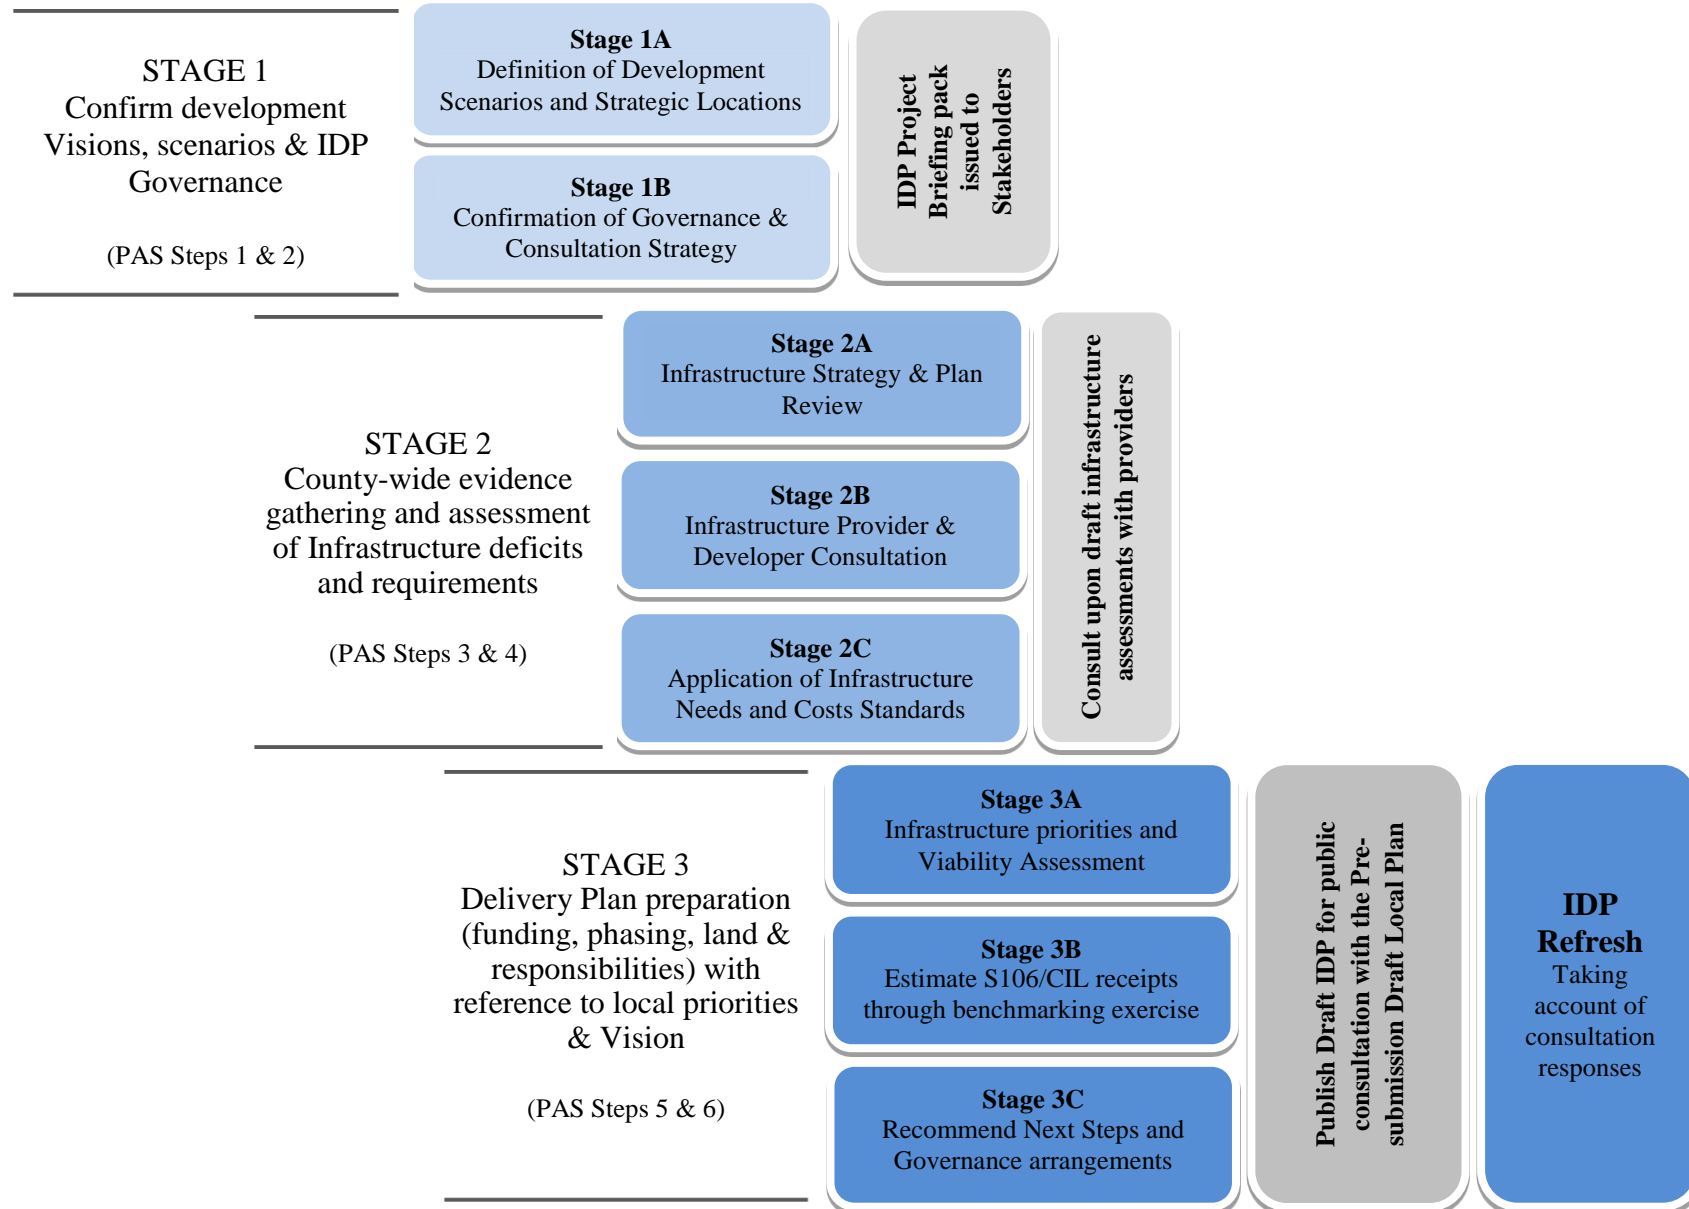 STAGE 1
Confirm development
Visions, scenarios & IDP
Governance
(PAS Steps 1 & 2)
Stage 1A
Definition of Development
Scenarios and Strategic Locations
Stage 1B
Confirmation of Governance &
Consultation Strategy
IDP Project
Briefing pack
issued to
Stakeholders
STAGE 2
County-wide evidence
gathering and assessment
of Infrastructure deficits
and requirements
(PAS Steps 3 & 4)
Stage 2A
Infrastructure Strategy & Plan
Review
Stage 2B
Infrastructure Provider &
Developer Consultation
Stage 2C
Application of Infrastructure
Needs and Costs Standards
Consult upon draft infrastructure
assessments with providers
STAGE 3
Delivery Plan preparation
(funding, phasing, land &
responsibilities) with
reference to local priorities
& Vision
(PAS Steps 5 & 6)
Stage 3A
Infrastructure priorities and
Viability Assessment
Stage 3B
Estimate S106/CIL receipts
through benchmarking exercise
Stage 3C
Recommend Next Steps and
Governance arrangements
Publish Draft IDP for public
consultation with the Pre-
submission Draft Local Plan
IDP
Refresh
Taking
account of
consultation
responses